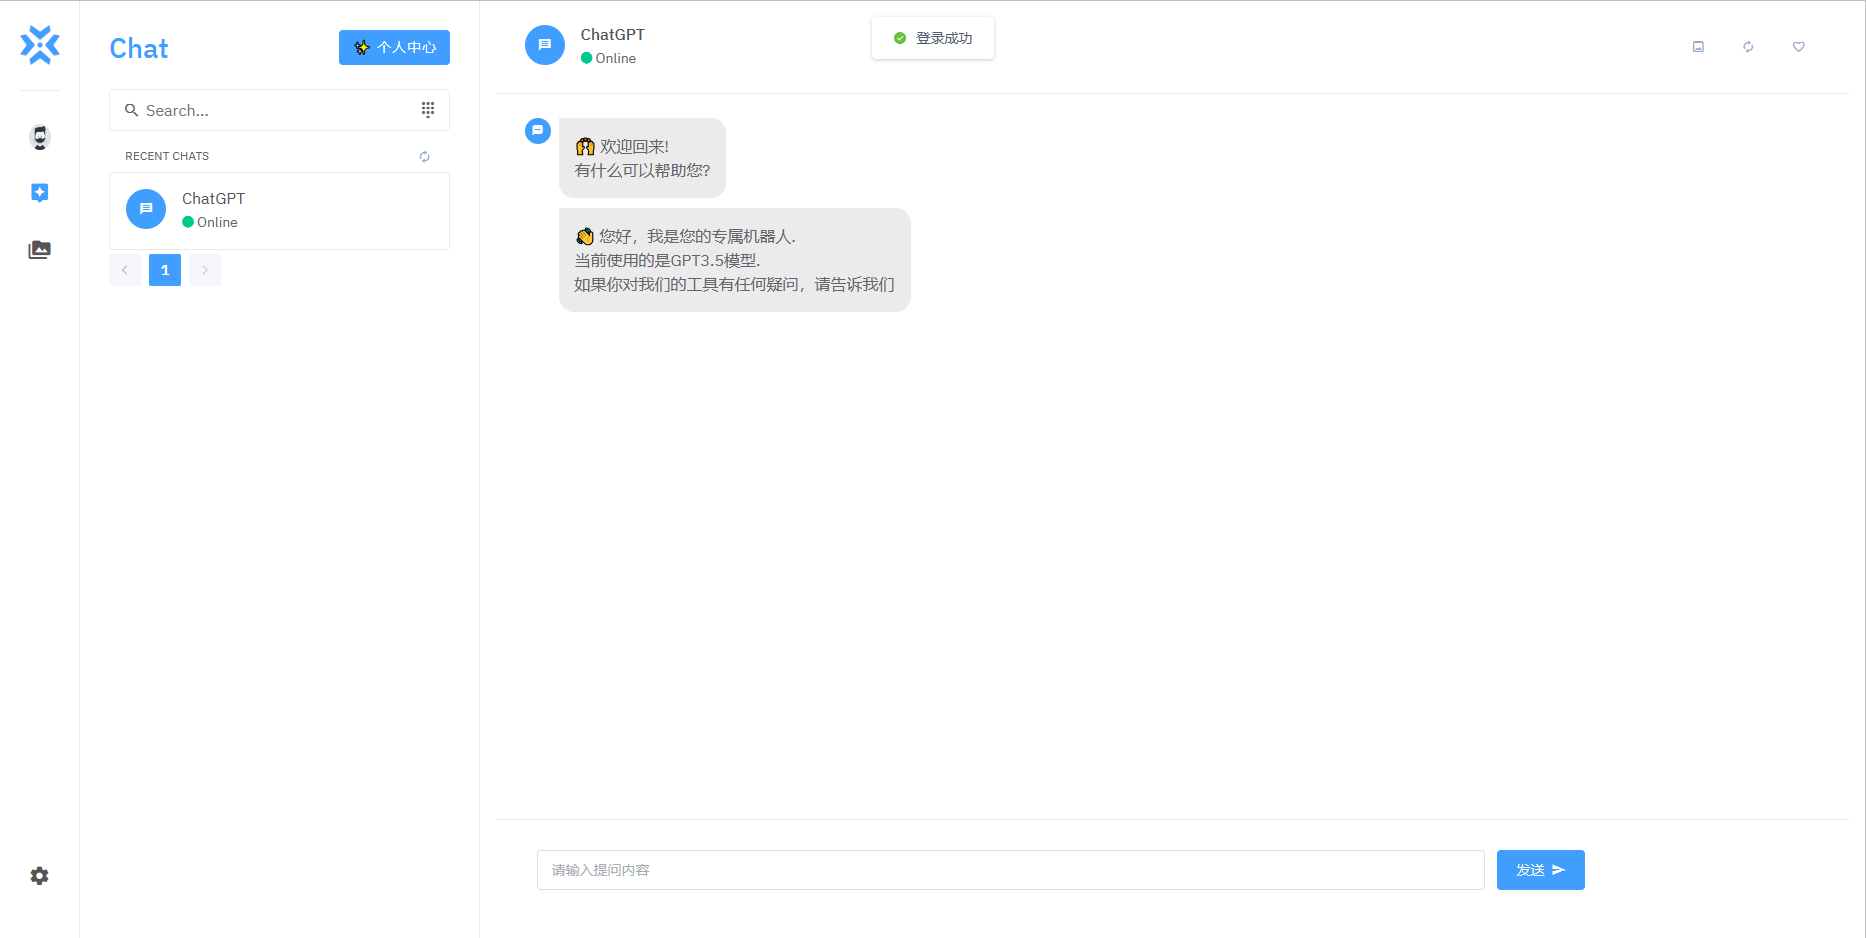 Chat
✨ 个人中心
Search...
RECENT CHATS
ChatGPT
Online
1
ChatGPT
Online
登录成功
🙌 欢迎回来!
有什么可以帮助您?
👏 您好，我是您的专属机器人.
当前使用的是GPT3.5模型.
如果你对我们的工具有任何疑问，请告诉我们
请输入提问内容
发送